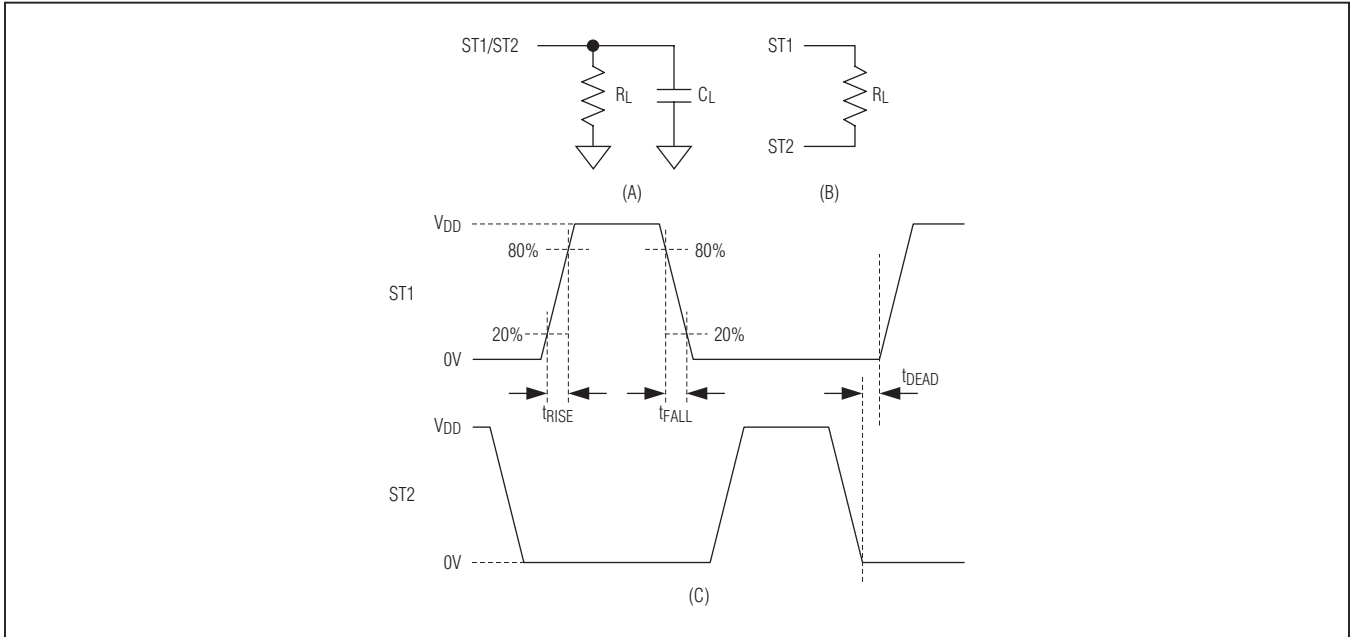 ST1/ST2
RL
CL
(A)
ST1
RL
ST2
(B)
VDD
80%
80%
ST1
20%
20%
0V
tRISE
tFALL
tDEAD
VDD
ST2
0V
(C)